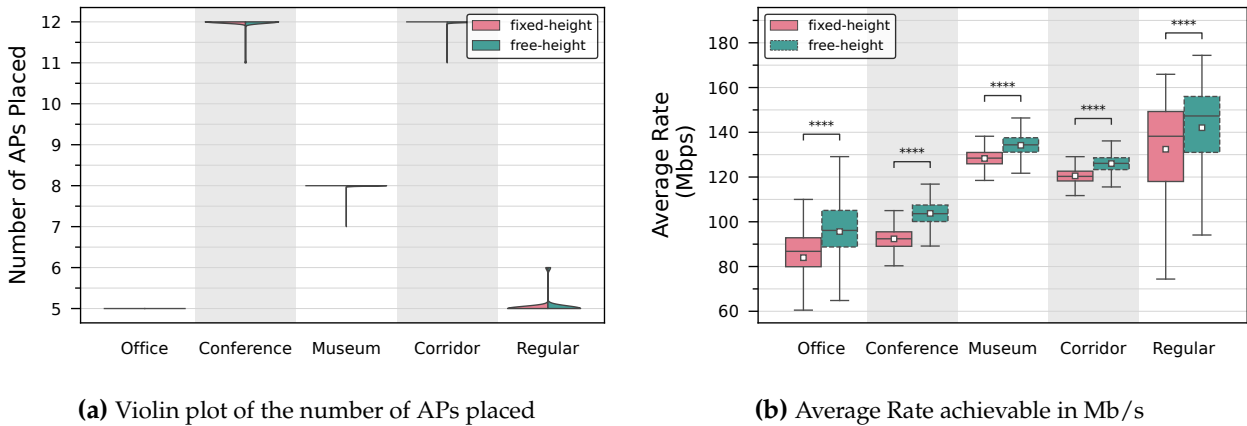 Number of APs Placed
12
11
10
9
8
7
6
5
fixed-height
free-height
Office
Conference
Museum
Corridor
Regular
(a) Violin plot of the number of APs placed
Average Rate
(Mbps)
180
160
140
120
100
80
60
fixed-height
free-height
****
****
****
****
****
Office
Conference
Museum
Corridor
Regular
(b) Average Rate achievable in Mb/s